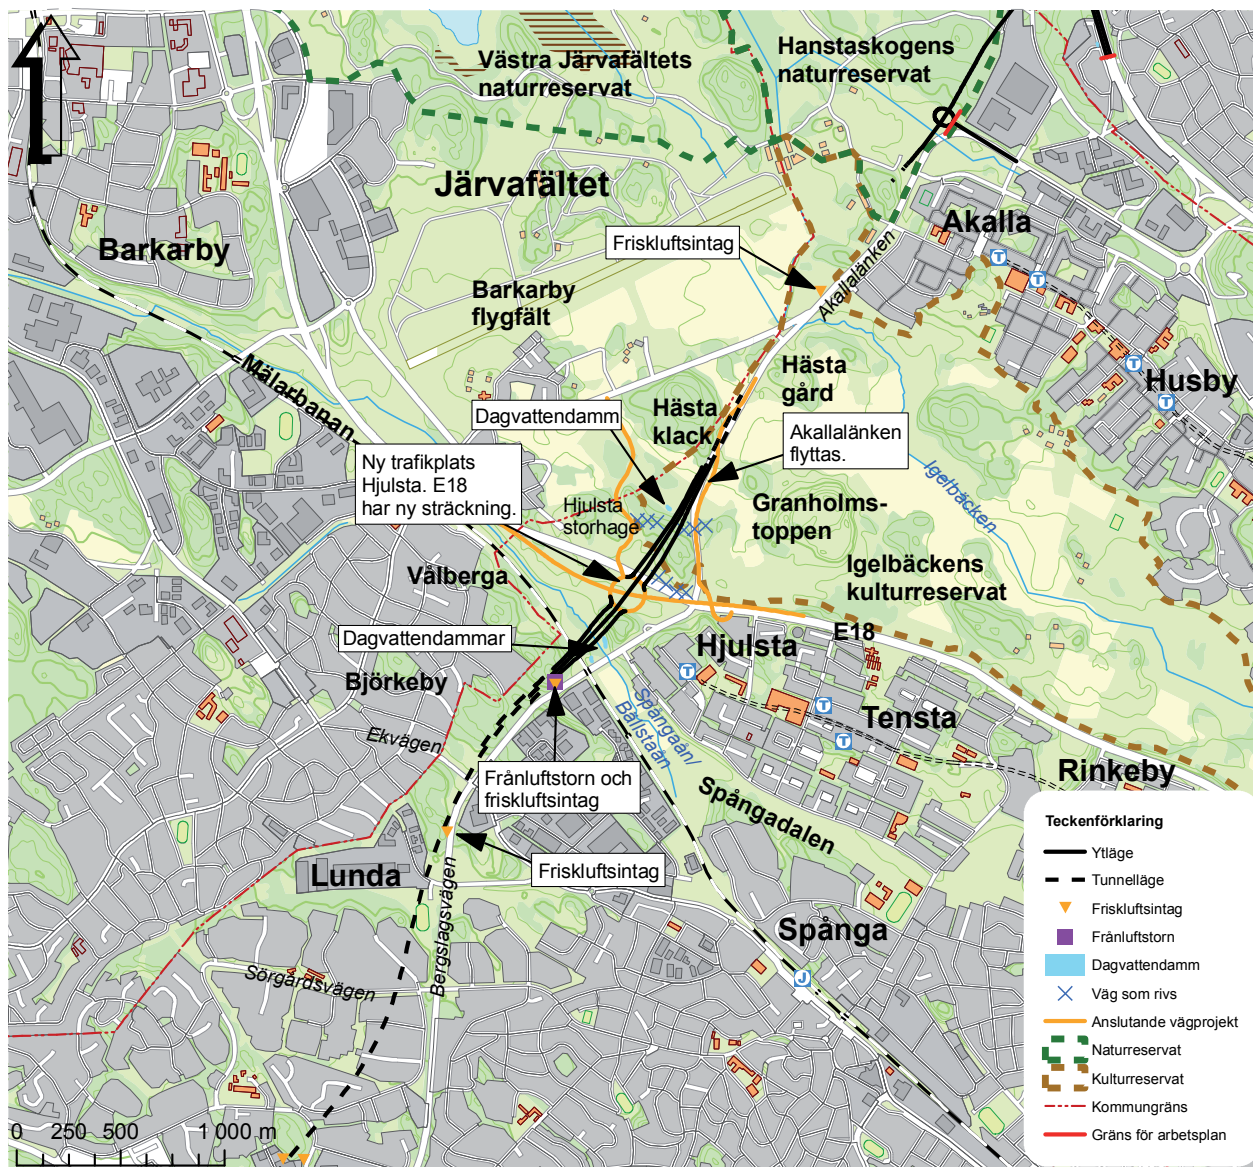 Västra Järvafältets
naturreservat
Hanstaskogens
naturreservat
Järvafältet
Akalla
Friskluftsintag
Barkarby
Akallalänken
Barkarby
flygfält
Mälarbanan
Hästa
gård
Husby
Dagvattendamm
Hästa
klack
Akallalänken
flyttas.
Ny trafikplats
Hjulsta. E18
har ny sträckning.
Igelbäcken
Hjulsta
storhage
Granholms-
toppen
Vålberga
Igelbäckens
kulturreservat
Dagvattendammar
Hjulsta
E18
Björkeby
Tensta
Spångaån/
Bällstaån
Ekvägen
Rinkeby
Frånluftstorn och
friskluftsintag
Spångadalen
Lunda
Friskluftsintag
Bergslagsvägen
Spånga
Sörgårdsvägen
T
T
T
T
T
T
T
J
Teckenförklaring
Ytläge
Tunnelläge
Friskluftsintag
Frånluftstorn
Dagvattendamm
Väg som rivs
Anslutande vägprojekt
Naturreservat
Kulturreservat
Kommungräns
Gräns för arbetsplan
0 250 500 1 000 m